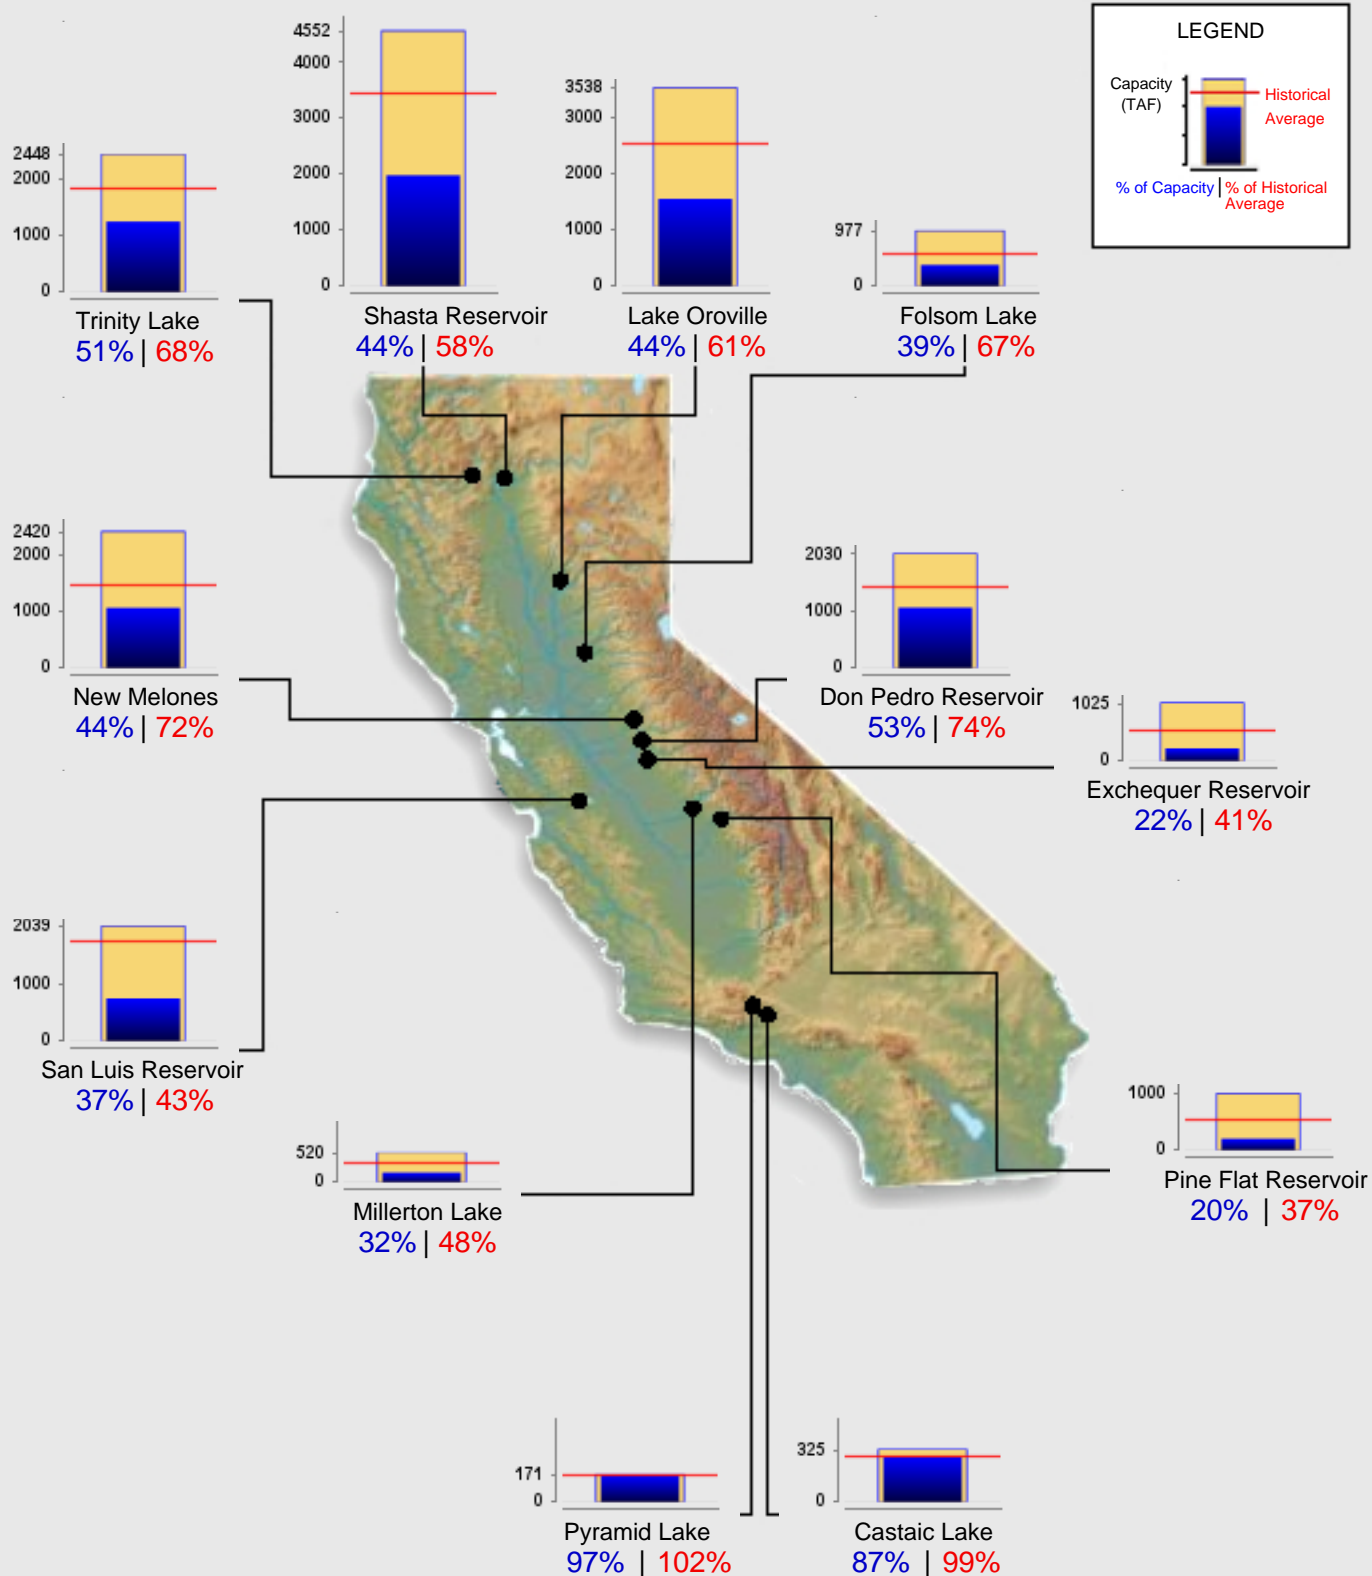 LEGEND
Capacity
(TAF)
Historical
Average
% of Capacity | % of Historical
Average
4552
4000
3000
2000
1000
0
Shasta Reservoir
44% | 58%
3538
3000
2000
1000
0
Lake Oroville
44% | 61%
977
0
Folsom Lake
39% | 67%
2448
2000
1000
0
Trinity Lake
51% | 68%
2420
2000
1000
0
New Melones
44% | 72%
2030
1000
0
Don Pedro Reservoir
53% | 74%
1025
0
Exchequer Reservoir
22% | 41%
2039
1000
0
San Luis Reservoir
37% | 43%
520
0
Millerton Lake
32% | 48%
1000
0
Pine Flat Reservoir
20% | 37%
171
0
Pyramid Lake
97% | 102%
325
0
Castaic Lake
87% | 99%